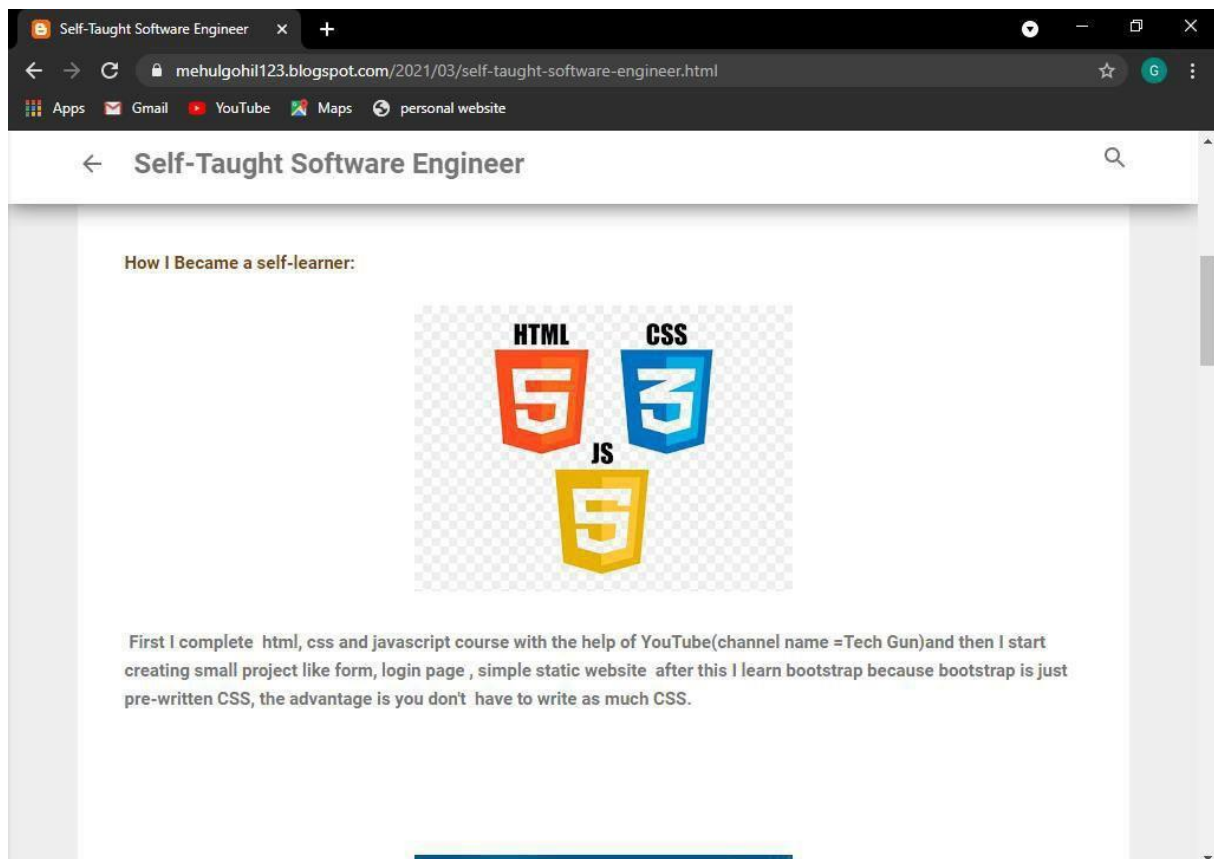 Self-Taught Software Engineer
mehulgohil123.blogspot.com/2021/03/self-taught-software-engineer.html
G
Apps Gmail YouTube Maps personal website
Self-Taught Software Engineer
How I Became a self-learner:
HTML CSS
5 3
JS
5
First I complete html, css and javascript course with the help of YouTube(channel name =Tech Gun)and then I start
creating small project like form, login page , simple static website after this I learn bootstrap because bootstrap is just
pre-written CSS, the advantage is you don't have to write as much CSS.